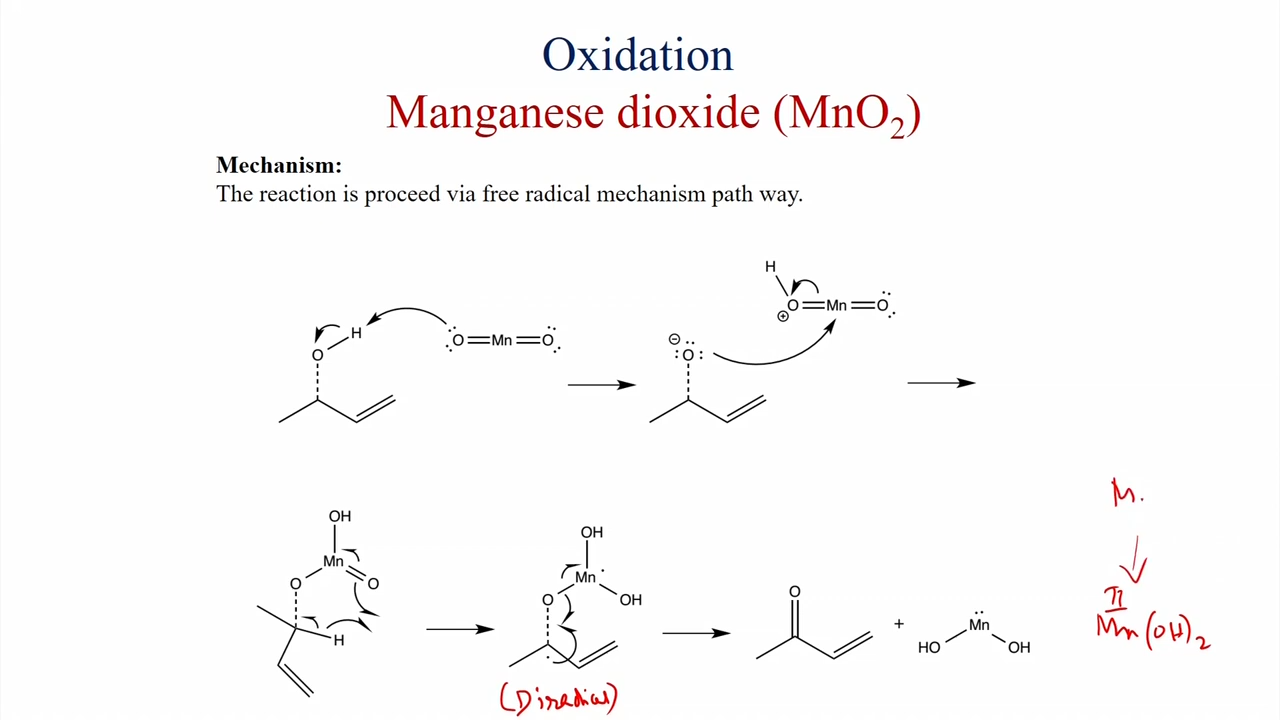 Oxidation
Manganese dioxide (MnO₂)
Mechanism:
The reaction is proceed via free radical mechanism path way.
H
O
H
O=Mn=O
⊖
O
H
O=Mn=O
⊕
OH
Mn
O
O
H
OH
Mn
O
OH
(Diradical)
O
+
Mn
HO
OH
M.
II
Mn(OH)₂